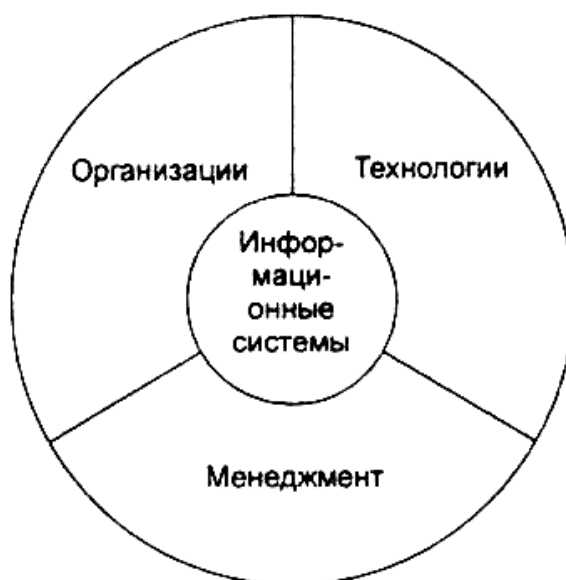 Организации
Технологии
Инфор-
маци-
онные
системы
Менеджмент